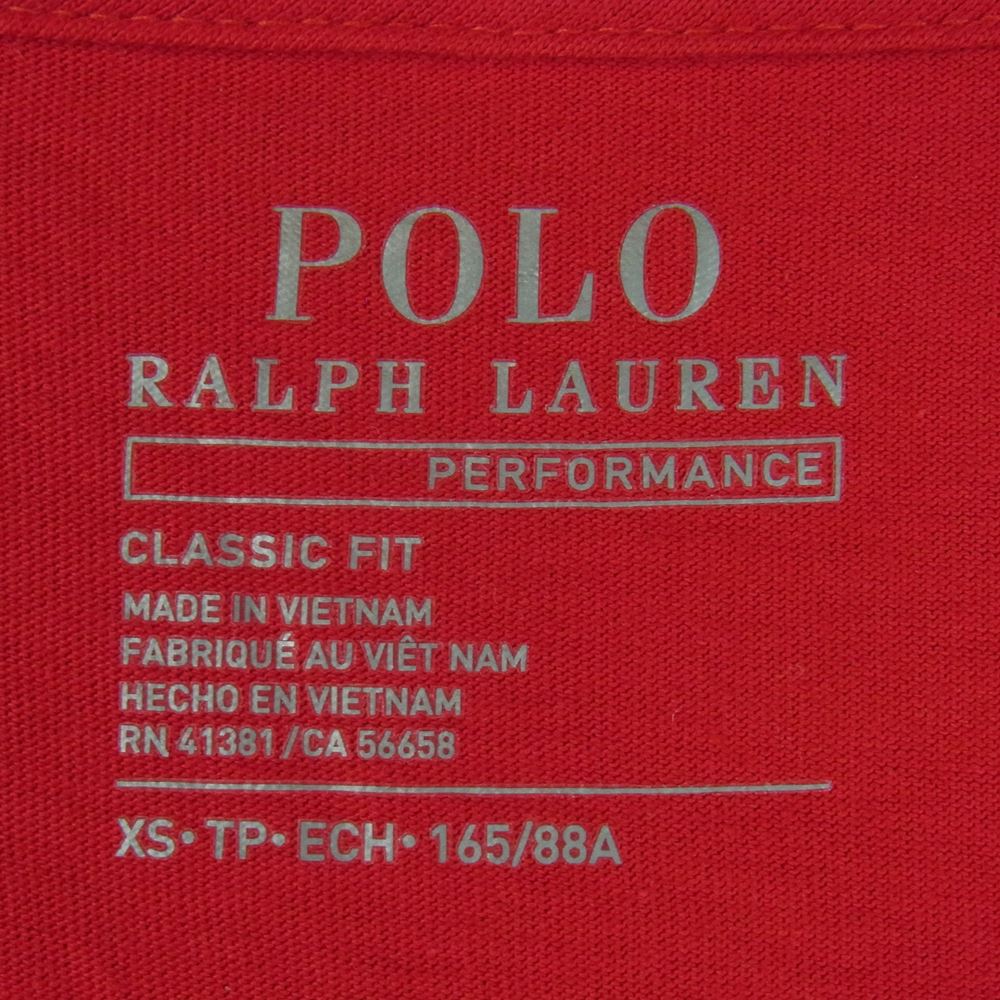 POLO
RALPH LAUREN
PERFORMANCE
CLASSIC FIT
MADE IN VIETNAM
FABRIQUÉ AU VIÊT NAM
HECHO EN VIETNAM
RN 41381/CA 56658
XS• TP• ECH• 165/88A